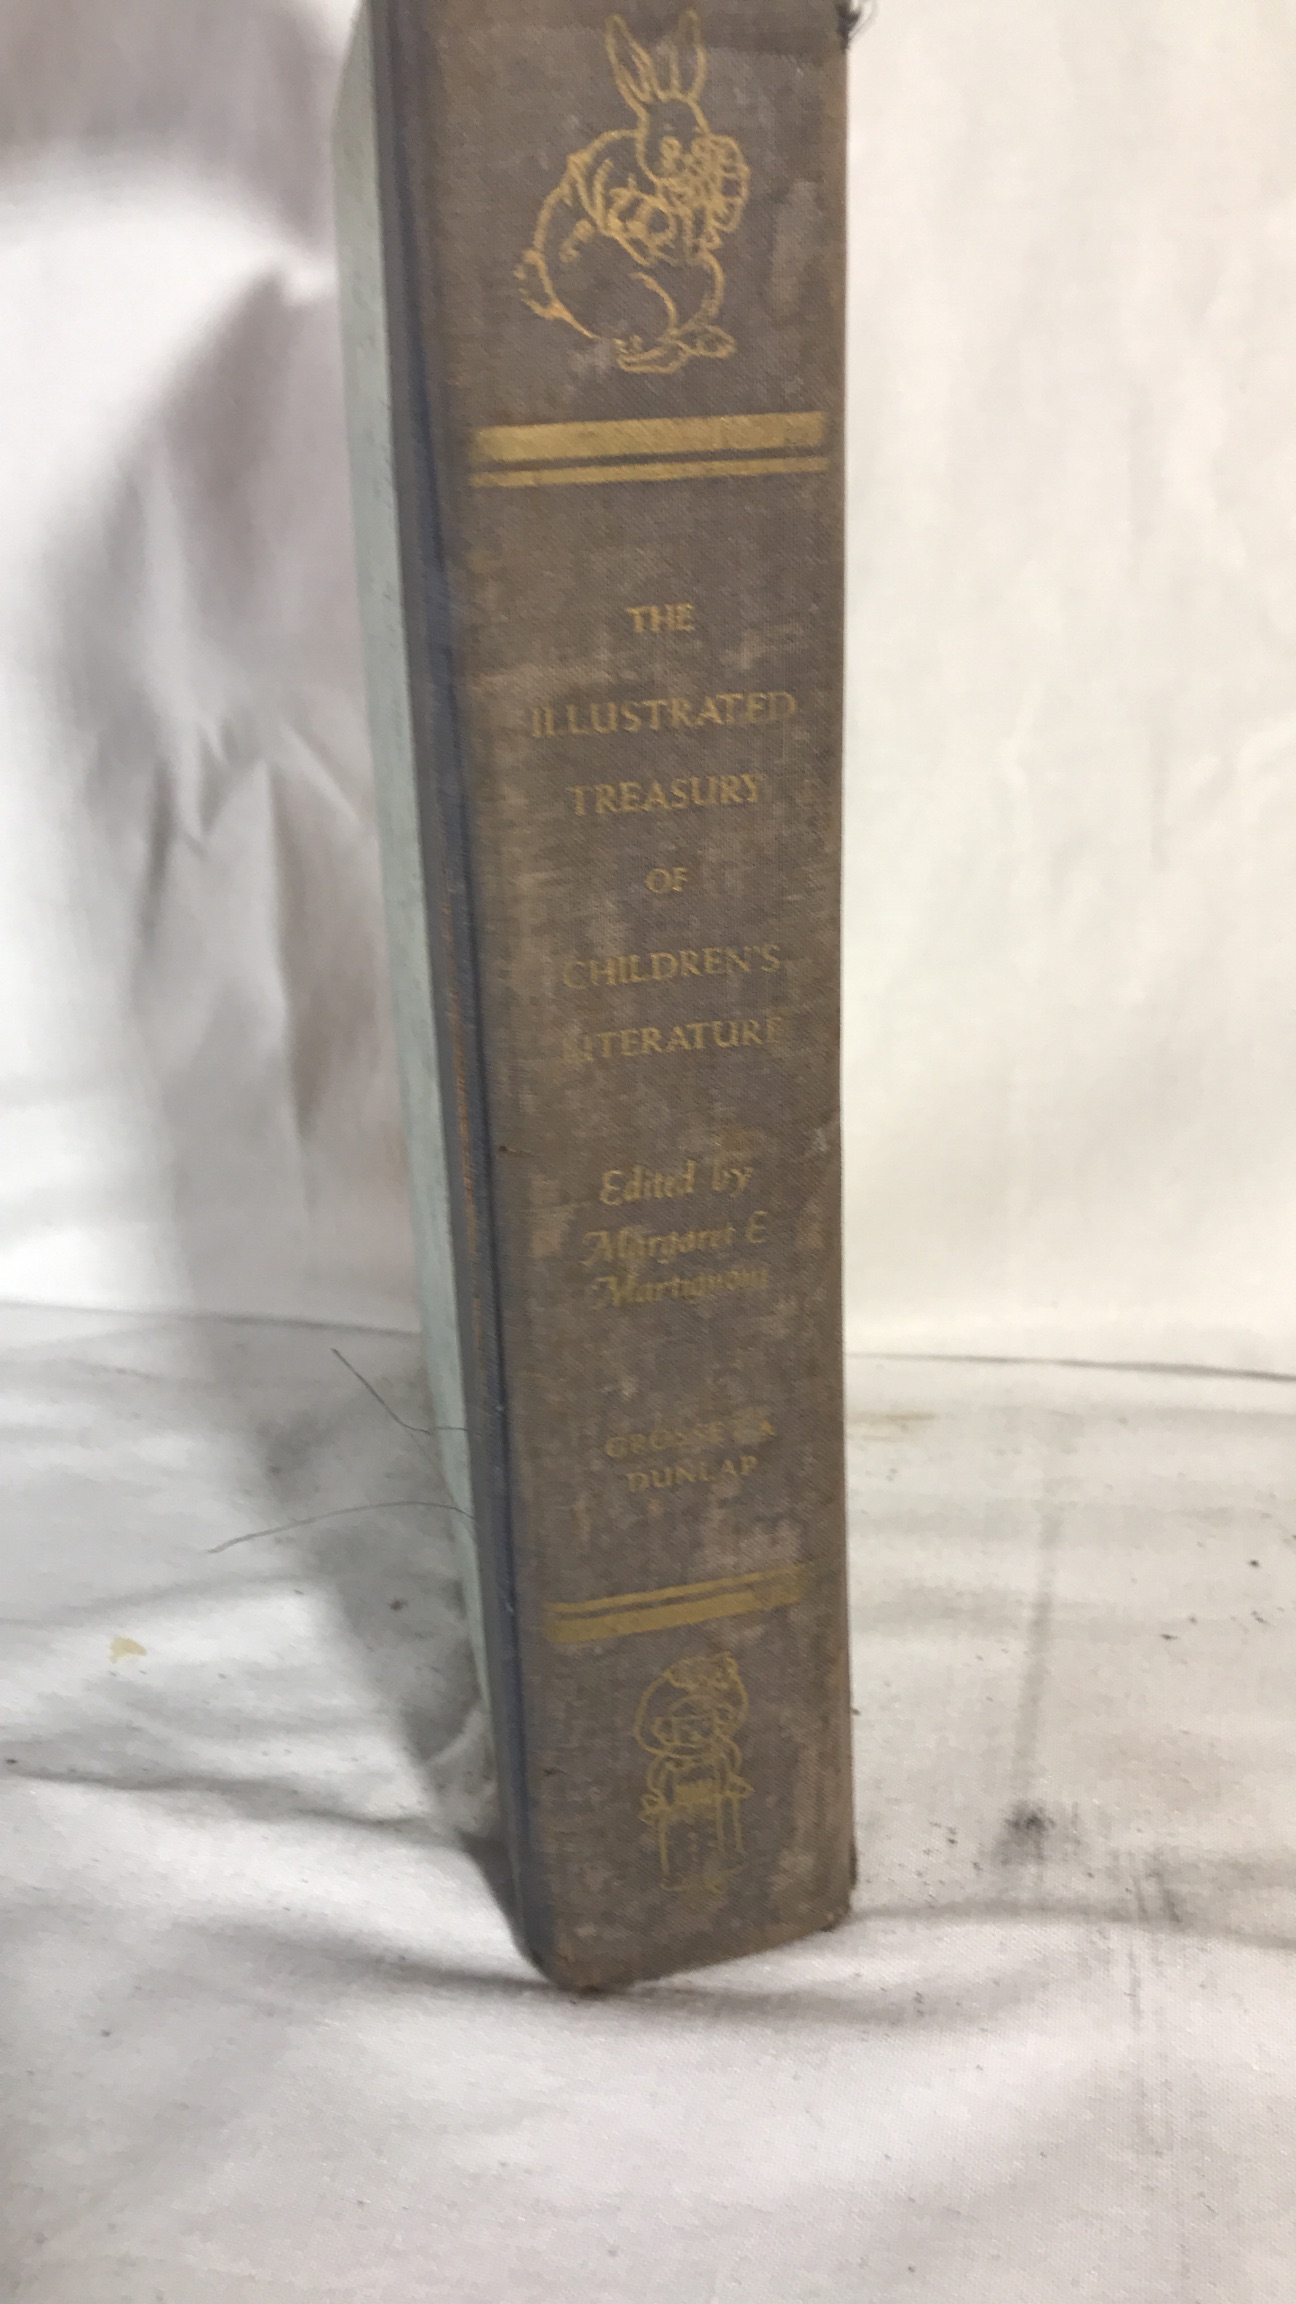 THE
ILLUSTRATED
TREASURY
OF
CHILDREN'S
LITERATURE
Edited by
Margaret E
Martignoni
GROSSET &
DUNLAP